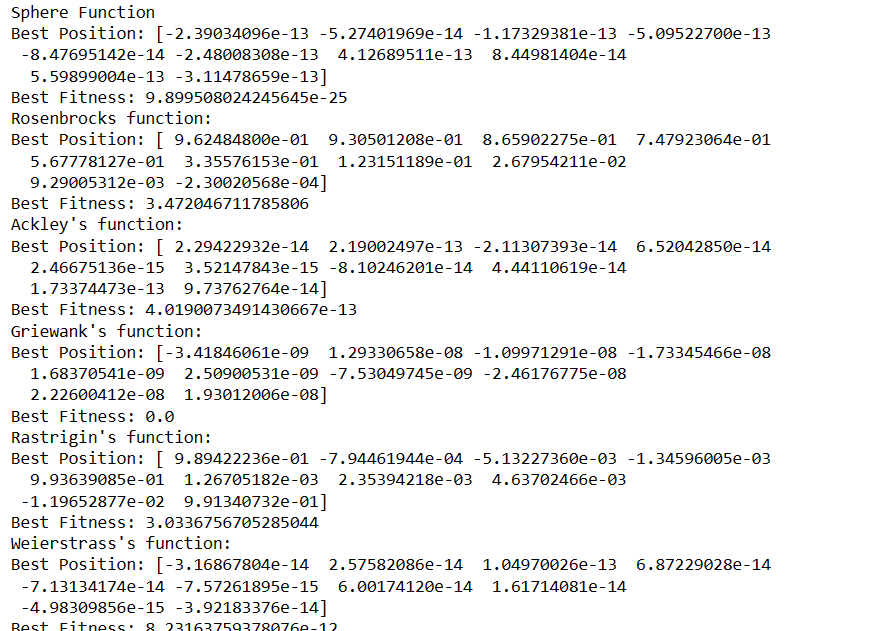 Sphere Function
Best Position: [-2.39034096e-13 -5.27401969e-14 -1.17329381e-13 -5.09522700e-13
 -8.47695142e-14 -2.48008308e-13  4.12689511e-13  8.44981404e-14
  5.59899004e-13 -3.11478659e-13]
Best Fitness: 9.899508024245645e-25
Rosenbrocks function:
Best Position: [ 9.62484800e-01  9.30501208e-01  8.65902275e-01  7.47923064e-01
  5.67778127e-01  3.35576153e-01  1.23151189e-01  2.67954211e-02
  9.29005312e-03 -2.30020568e-04]
Best Fitness: 3.472046711785806
Ackley's function:
Best Position: [ 2.29422932e-14  2.19002497e-13 -2.11307393e-14  6.52042850e-14
  2.46675136e-15  3.52147843e-15 -8.10246201e-14  4.44110619e-14
  1.73374473e-13  9.73762764e-14]
Best Fitness: 4.0190073491430667e-13
Griewank's function:
Best Position: [-3.41846061e-09  1.29330658e-08 -1.09971291e-08 -1.73345466e-08
  1.68370541e-09  2.50900531e-09 -7.53049745e-09 -2.46176775e-08
  2.22600412e-08  1.93012006e-08]
Best Fitness: 0.0
Rastrigin's function:
Best Position: [ 9.89422236e-01 -7.94461944e-04 -5.13227360e-03 -1.34596005e-03
  9.93639085e-01  1.26705182e-03  2.35394218e-03  4.63702466e-03
 -1.19652877e-02  9.91340732e-01]
Best Fitness: 3.0336756705285044
Weierstrass's function:
Best Position: [-3.16867804e-14  2.57582086e-14  1.04970026e-13  6.87229028e-14
 -7.13134174e-14 -7.57261895e-15  6.00174120e-14  1.61714081e-14
 -4.98309856e-15 -3.92183376e-14]
Best Fitness: 8.23163759378076e-12